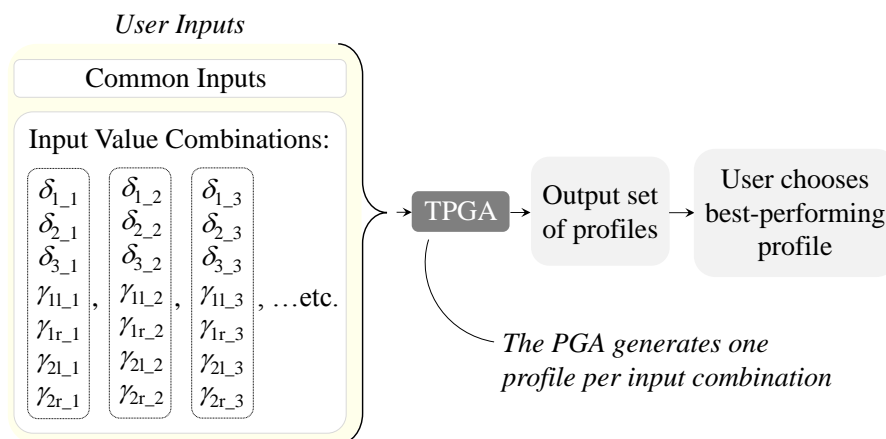 User Inputs
Common Inputs
Input Value Combinations:
δ1_1 δ1_2 δ1_3
δ2_1 δ2_2 δ2_3
δ3_1 δ3_2 δ3_3
γ1l_1 , γ1l_2 , γ1l_3 , …etc.
γ1r_1 γ1r_2 γ1r_3
γ2l_1 γ2l_2 γ2l_3
γ2r_1 γ2r_2 γ2r_3
TPGA
Output set
of profiles
User chooses
best-performing
profile
The PGA generates one
profile per input combination